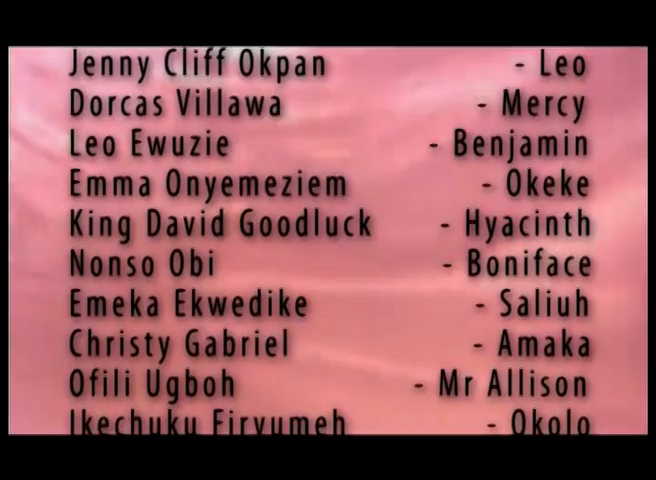 Jenny Cliff Okpan - Leo
Dorcas Villawa - Mercy
Leo Ewuzie - Benjamin
Emma Onyemeziem - Okeke
King David Goodluck - Hyacinth
Nonso Obi - Boniface
Emeka Ekwedike - Saliuh
Christy Gabriel - Amaka
Ofili Ugboh - Mr Allison
Ikechuku - Okolo